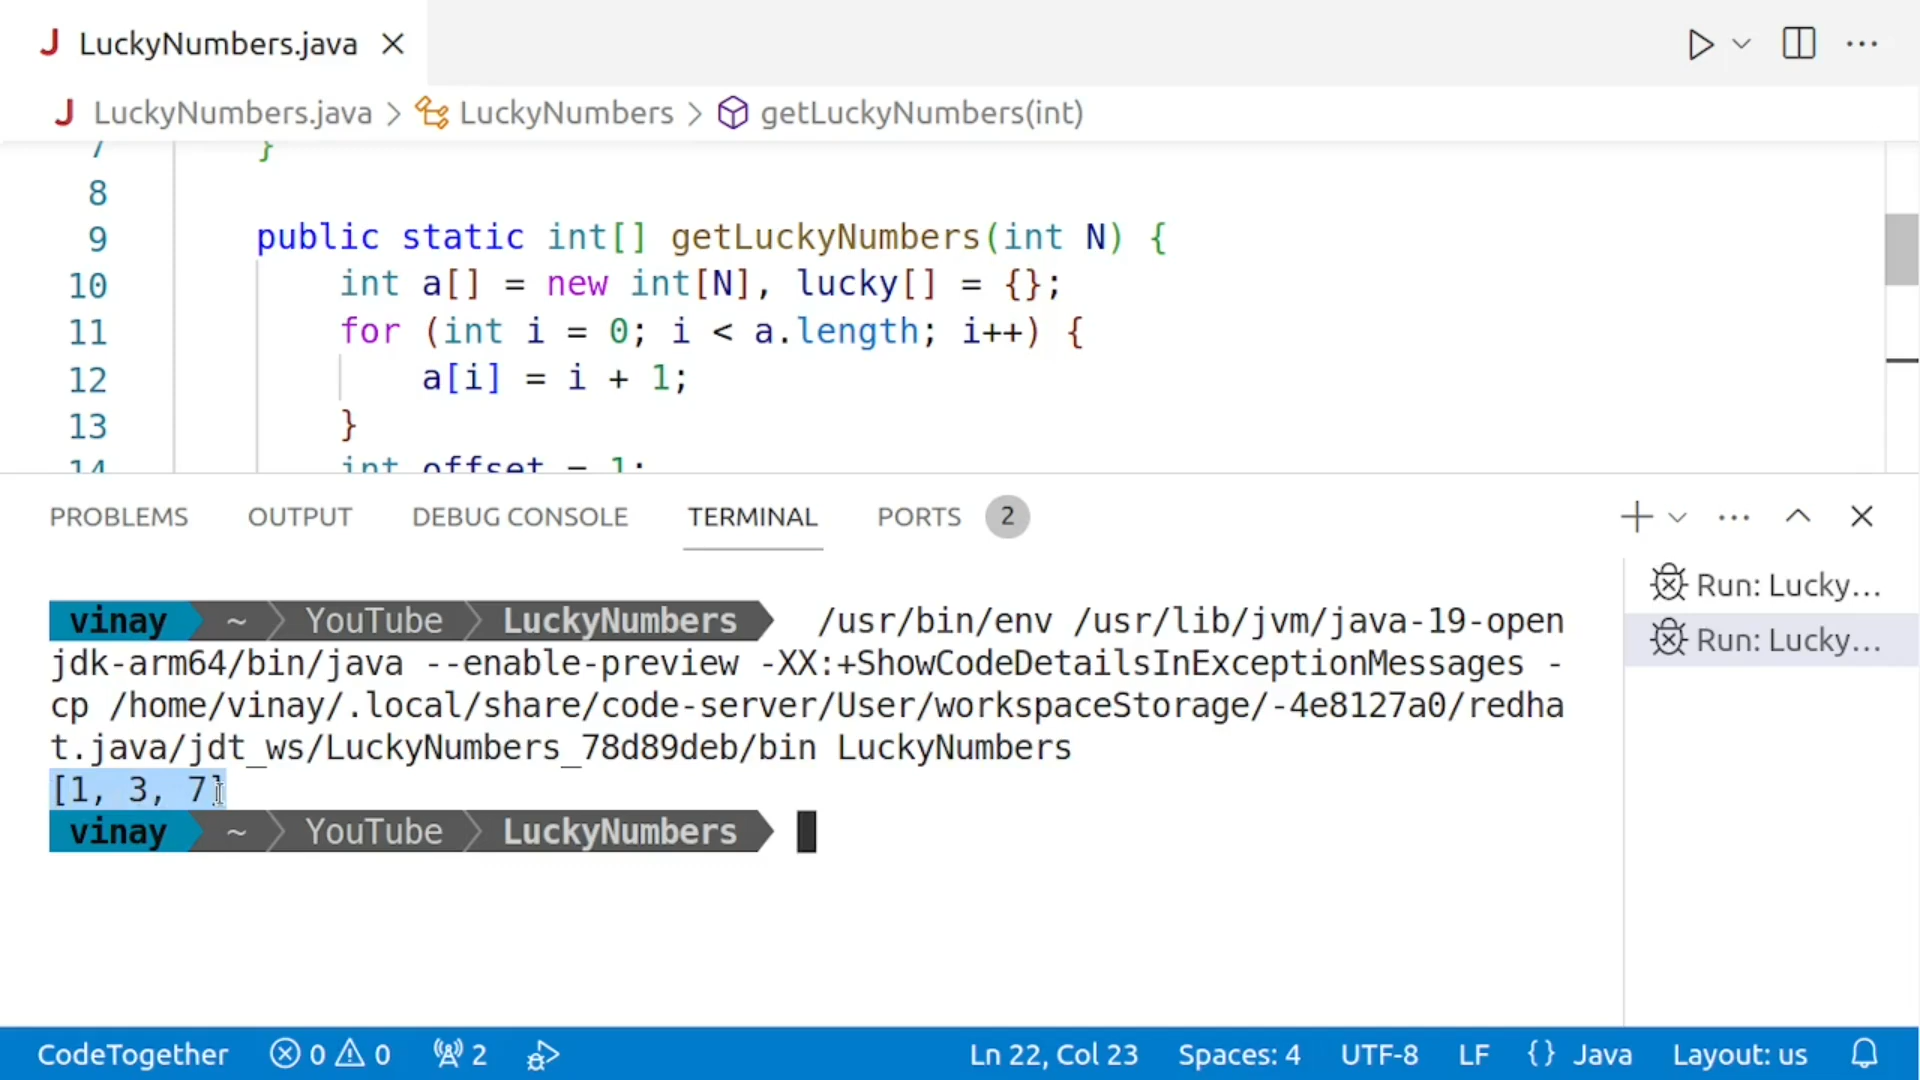 LuckyNumbers.java
LuckyNumbers.java > LuckyNumbers > getLuckyNumbers(int)
7 }
8
9 public static int[] getLuckyNumbers(int N) {
10 int a[] = new int[N], lucky[] = {};
11 for (int i = 0; i < a.length; i++) {
12 a[i] = i + 1;
13 }
14 int offset = 1;
PROBLEMS OUTPUT DEBUG CONSOLE TERMINAL PORTS 2
vinay ~ YouTube LuckyNumbers /usr/bin/env /usr/lib/jvm/java-19-open
jdk-arm64/bin/java --enable-preview -XX:+ShowCodeDetailsInExceptionMessages -
cp /home/vinay/.local/share/code-server/User/workspaceStorage/-4e8127a0/redha
t.java/jdt_ws/LuckyNumbers_78d89deb/bin LuckyNumbers
[1, 3, 7]
vinay ~ YouTube LuckyNumbers
Run: Lucky...
Run: Lucky...
CodeTogether 0 0 2 Ln 22, Col 23 Spaces: 4 UTF-8 LF {} Java Layout: us